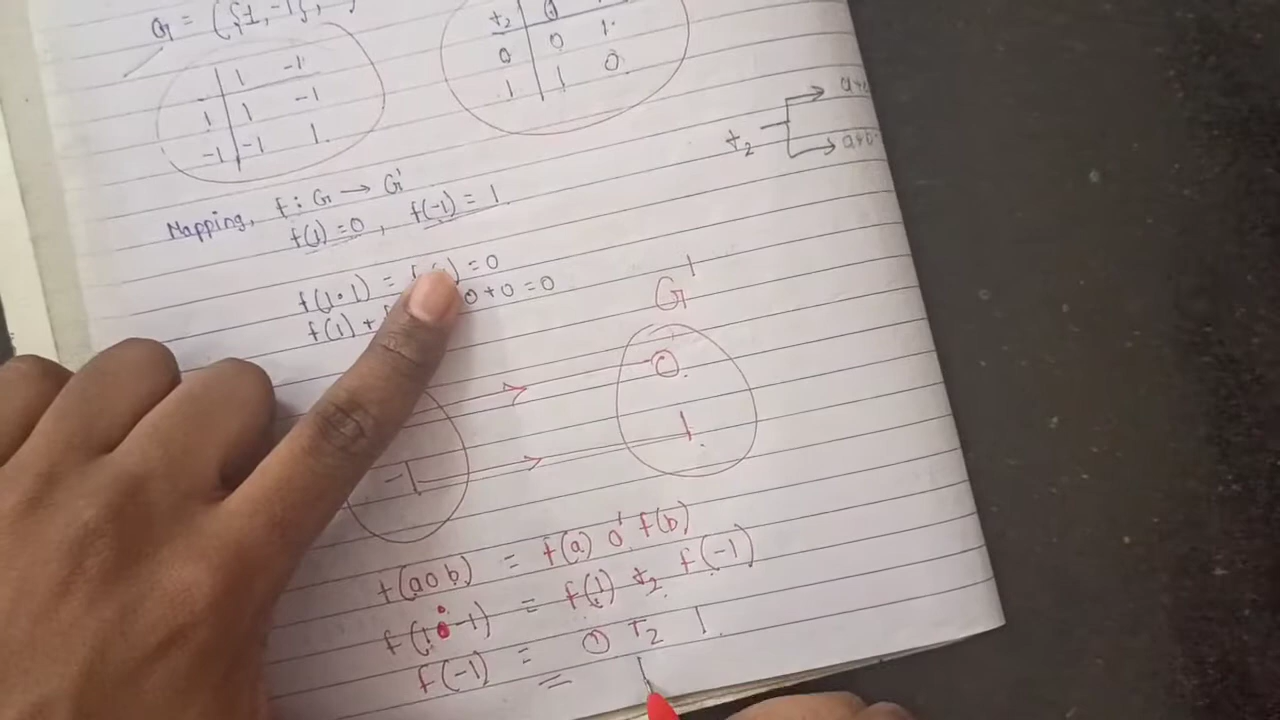 G = ({1, -1}, ·)
1 -1
1 1 -1
-1 -1 1
+₂ 0 1
0 0 1
1 1 0
+₂
Mapping, f : G → G'
f(1) = 0, f(-1) = 1
f(1·1) = = 0
f(1) + 0 + 0 = 0
G'
0
1
-1
f(a o b) = f(a) o' f(b)
f(1 · -1) = f(1) +₂ f(-1)
f(-1) = 0 +₂ 1
=